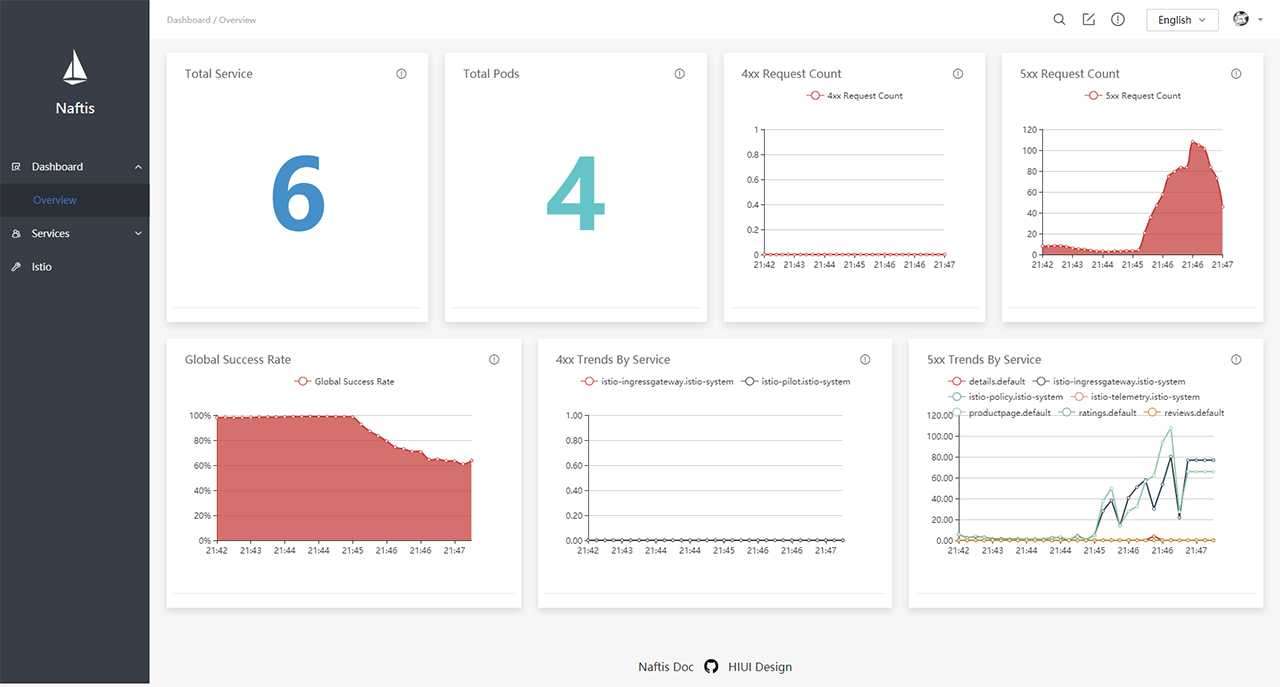 Naftis
Dashboard
Overview
Services
Istio
Dashboard / Overview
English
Total Service
6
Total Pods
4
4xx Request Count
4xx Request Count
1
0.8
0.6
0.4
0.2
0
21:42 21:43 21:44 21:45 21:46 21:46 21:47
5xx Request Count
5xx Request Count
120
100
80
60
40
20
0
21:42 21:43 21:44 21:45 21:46 21:46 21:47
Global Success Rate
Global Success Rate
100%
80%
60%
40%
20%
0%
21:42 21:43 21:44 21:44 21:45 21:46 21:46 21:47
4xx Trends By Service
istio-ingressgateway.istio-system istio-pilot.istio-system
1.00
0.80
0.60
0.40
0.20
0.00
21:42 21:43 21:44 21:44 21:45 21:46 21:46 21:47
5xx Trends By Service
details.default istio-ingressgateway.istio-system
istio-policy.istio-system istio-telemetry.istio-system
productpage.default ratings.default reviews.default
120.00
100.00
80.00
60.00
40.00
20.00
0.00
21:42 21:43 21:44 21:44 21:45 21:46 21:46 21:47
Naftis Doc HIUI Design